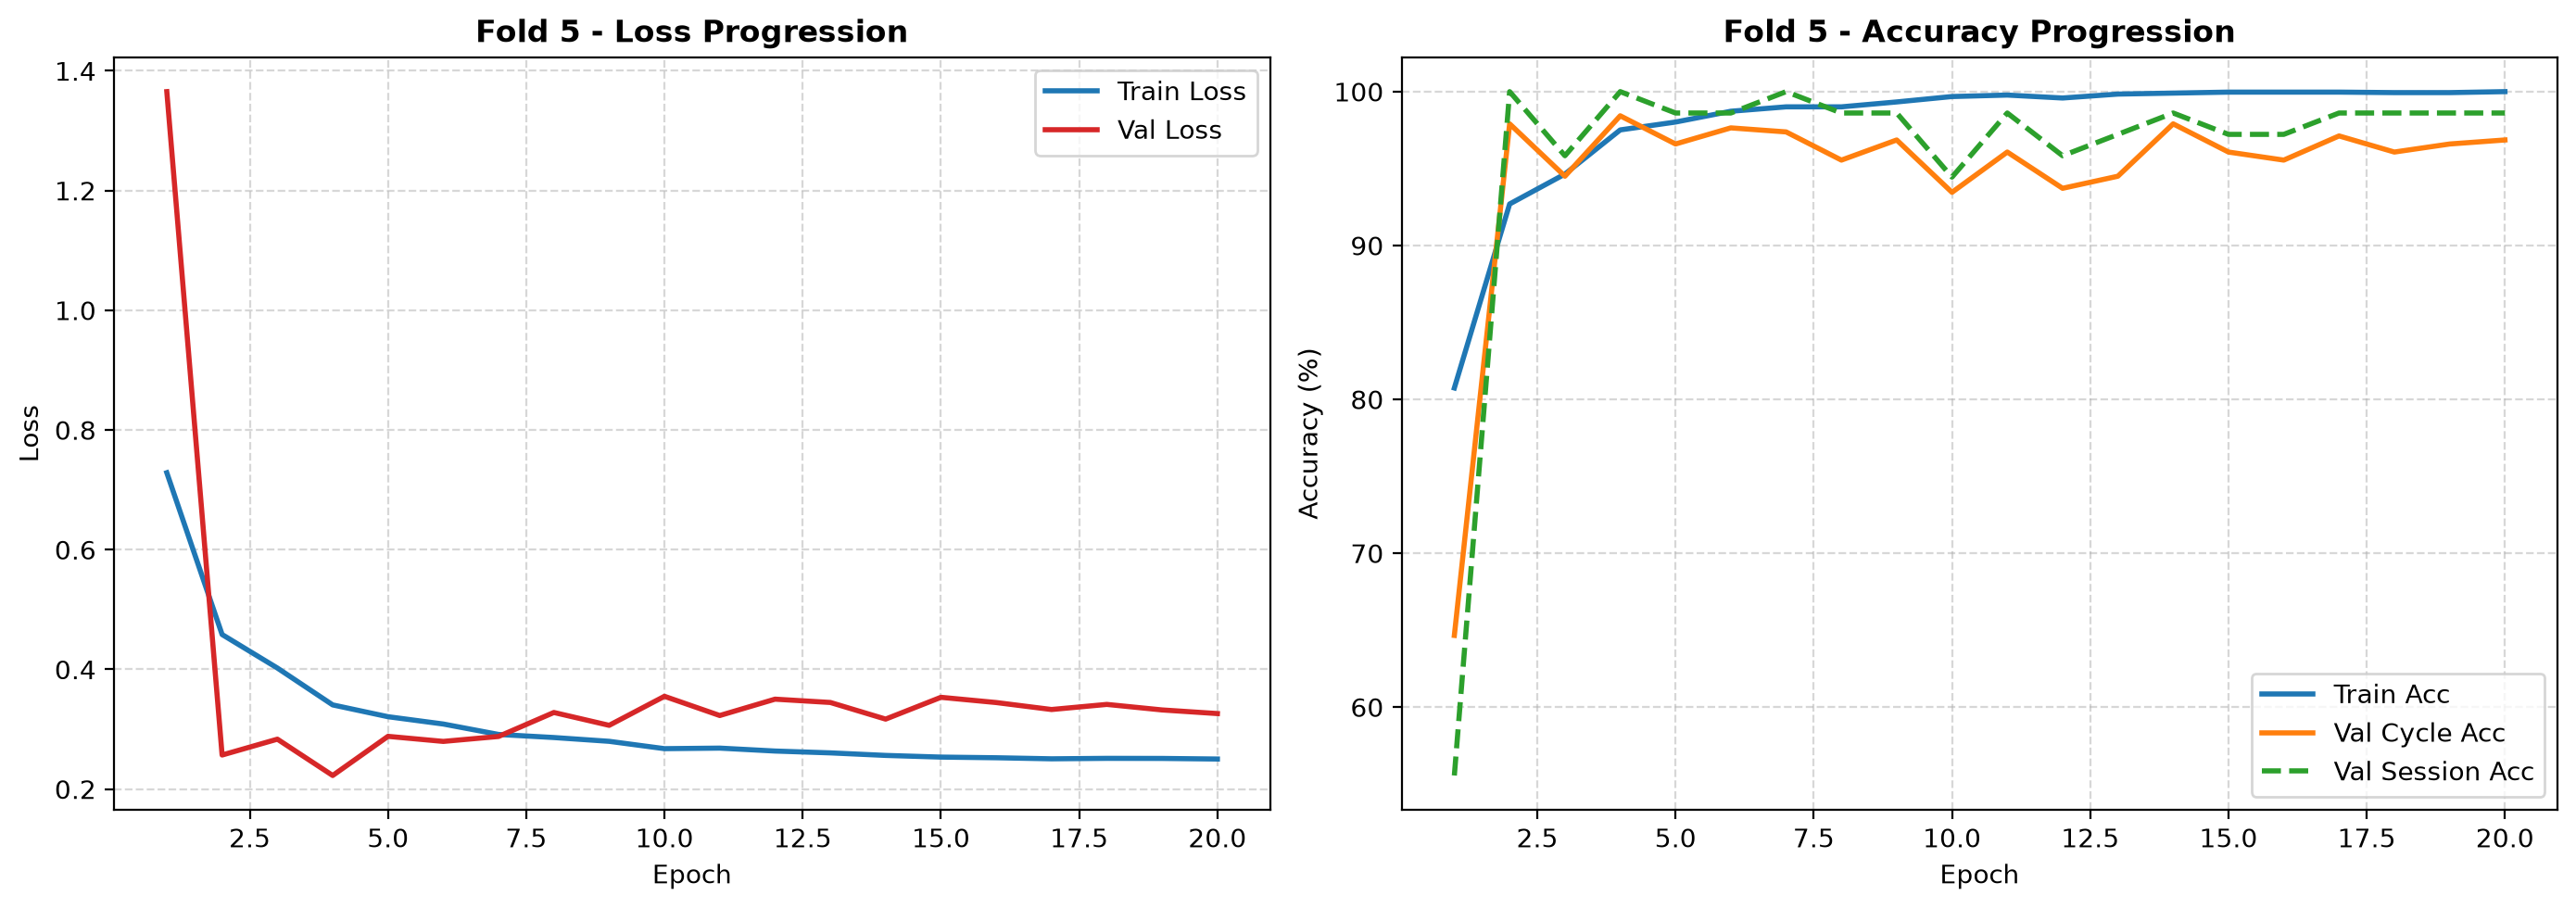 Fold 5 - Loss Progression
1.4
1.2
1.0
0.8
0.6
0.4
0.2
Loss
Train Loss
Val Loss
2.5 5.0 7.5 10.0 12.5 15.0 17.5 20.0
Epoch
Fold 5 - Accuracy Progression
100
90
80
70
60
Accuracy (%)
Train Acc
Val Cycle Acc
Val Session Acc
2.5 5.0 7.5 10.0 12.5 15.0 17.5 20.0
Epoch